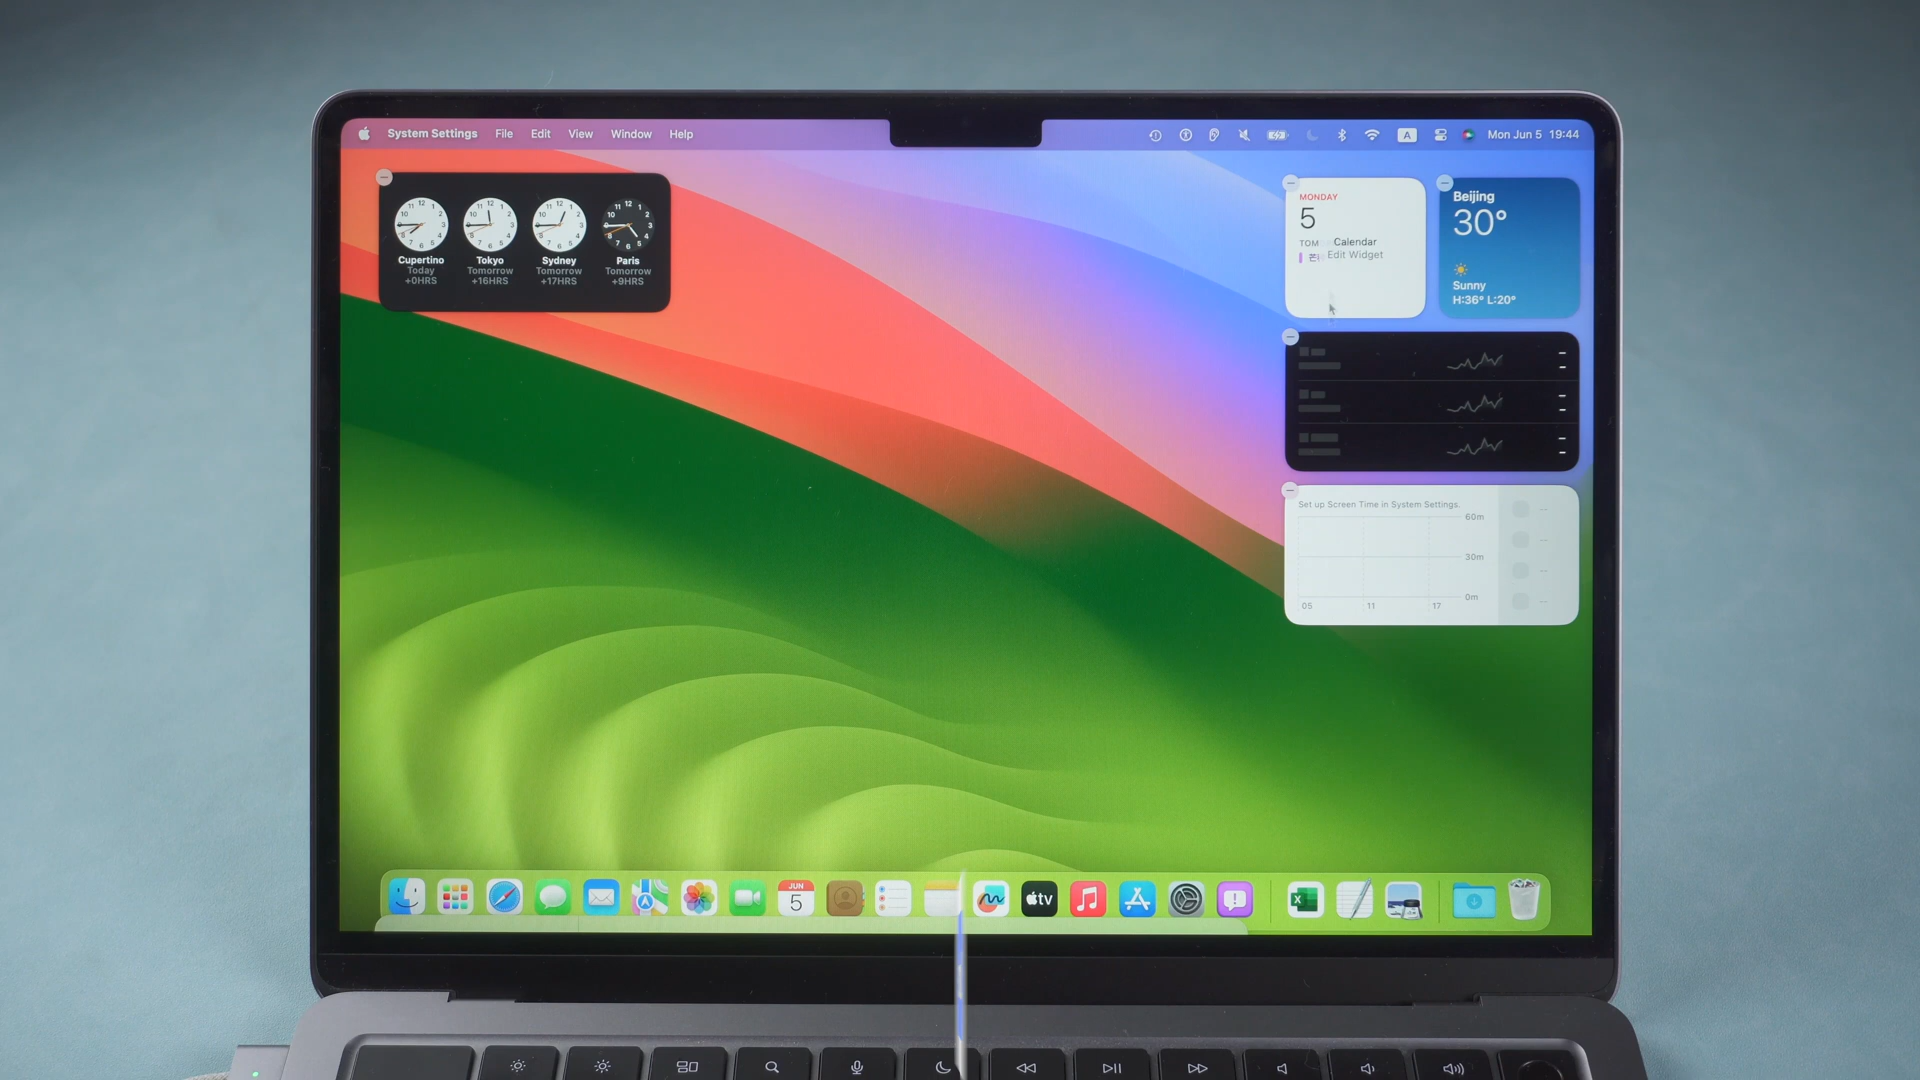 System Settings File Edit View Window Help
A Mon Jun 5 19:44
Cupertino
Today
+0HRS
Tokyo
Tomorrow
+16HRS
Sydney
Tomorrow
+17HRS
Paris
Tomorrow
+9HRS
MONDAY
5
TOM
Calendar
Edit Widget
Beijing
30°
Sunny
H:36° L:20°
Set up Screen Time in System Settings.
60m
30m
0m
05 11 17
JUN
5
tv
X